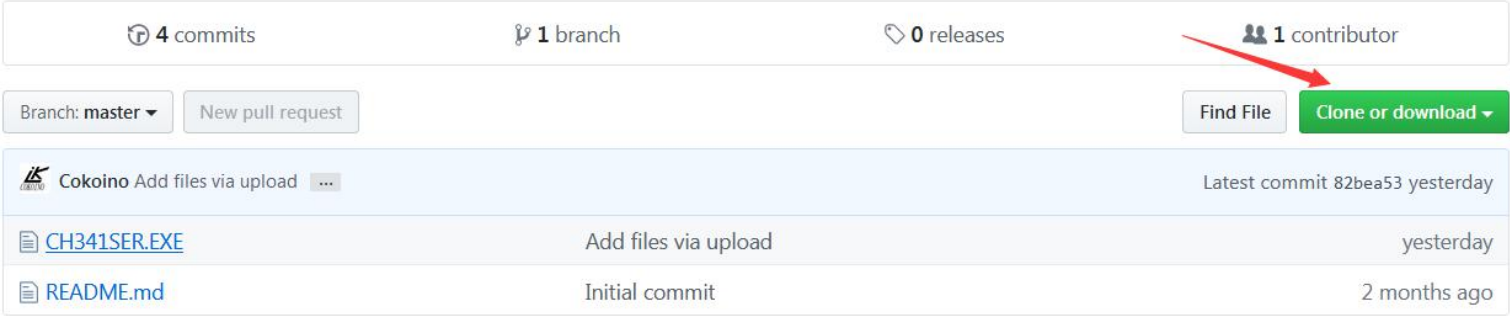 4 commits 1 branch 0 releases 1 contributor
Branch: master New pull request Find File Clone or download
COKOINO Cokoino Add files via upload ... Latest commit 82bea53 yesterday
CH341SER.EXE Add files via upload yesterday
README.md Initial commit 2 months ago